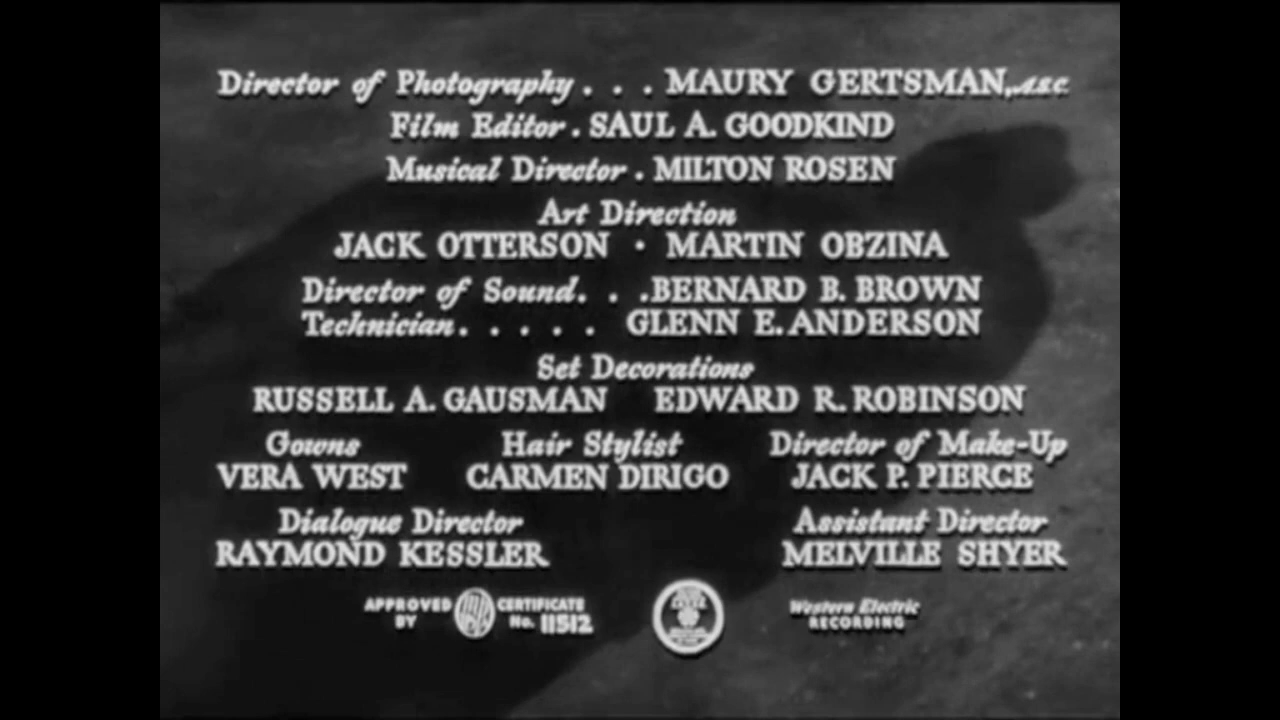 Director of Photography . . . MAURY GERTSMAN, A.S.C.
Film Editor . SAUL A. GOODKIND
Musical Director . MILTON ROSEN
Art Direction
JACK OTTERSON · MARTIN OBZINA
Director of Sound. . .BERNARD B. BROWN
Technician. . . . . GLENN E. ANDERSON
Set Decorations
RUSSELL A. GAUSMAN EDWARD R. ROBINSON
Gowns Hair Stylist Director of Make-Up
VERA WEST CARMEN DIRIGO JACK P. PIERCE
Dialogue Director Assistant Director
RAYMOND KESSLER MELVILLE SHYER
APPROVED CERTIFICATE Western Electric
BY No. 11512 RECORDING